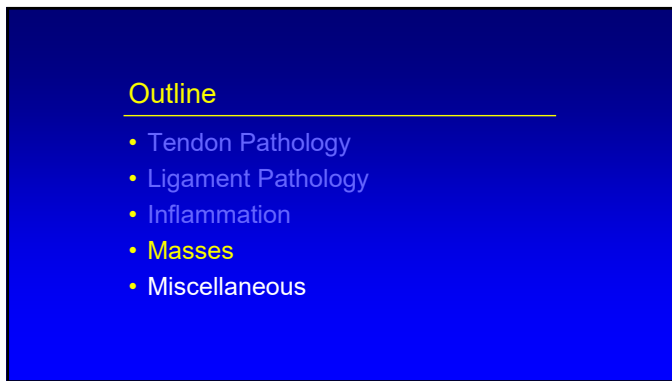 Outline
• Tendon Pathology
• Ligament Pathology
• Inflammation
• Masses
• Miscellaneous